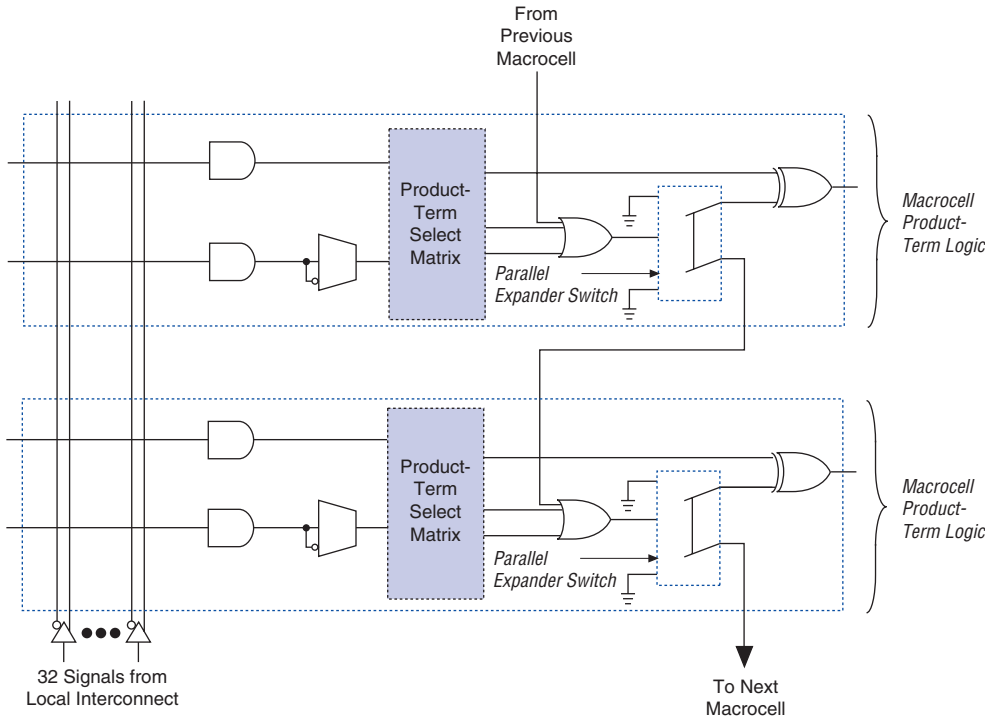 From
Previous
Macrocell
Product-
Term
Select
Matrix
Parallel
Expander Switch
Macrocell
Product-
Term Logic
Product-
Term
Select
Matrix
Parallel
Expander Switch
Macrocell
Product-
Term Logic
32 Signals from
Local Interconnect
To Next
Macrocell